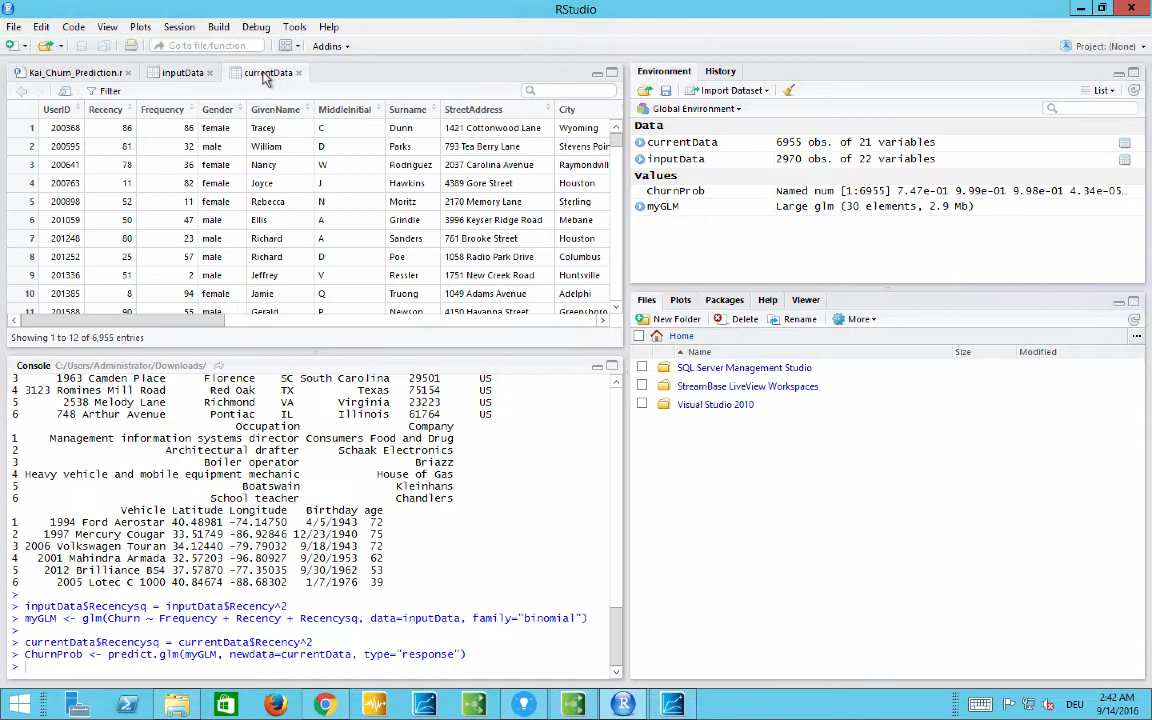 RStudio
File Edit Code View Plots Session Build Debug Tools Help
Go to file/function Addins Project: (None)
Kai_Churn_Prediction.r inputData currentData
Filter
UserID Recency Frequency Gender GivenName MiddleInitial Surname StreetAddress City
1 200368 86 86 female Tracey C Dunn 1421 Cottonwood Lane Wyoming
2 200595 81 32 male William D Parks 793 Tea Berry Lane Stevens Poin
3 200641 78 36 male Nancy W Rodriguez 2037 Carolina Avenue Raymondvill
4 200763 11 82 female Joyce J Hawkins 4389 Gore Street Houston
5 200898 52 11 female Rebecca N Moritz 2170 Memory Lane Sterling
6 201059 50 47 male Ellis A Grindle 3996 Keyser Ridge Road Mebane
7 201248 80 23 male Richard A Sanders 761 Brooke Street Houston
8 201252 25 57 male Richard D Poe 1058 Radio Park Drive Columbus
9 201336 51 2 male Jeffrey V Ressler 1751 New Creek Road Huntsville
10 201385 8 94 female Jamie Q Truong 1049 Adams Avenue Adelphi
201588 90 55 male Gerald R Newson 4150 Havanna Street Greensboro
Showing 1 to 12 of 6,955 entries
Console C:/Users/Administrator/Downloads/
3 1963 Camden Place Florence SC South Carolina 29501 US
4 3123 Romines Mill Road Red Oak TX Texas 75154 US
5 2538 Melody Lane Richmond VA Virginia 23223 US
6 748 Arthur Avenue Pontiac IL Illinois 61764 US
Occupation Company
1 Management information systems director Consumers Food and Drug
2 Architectural drafter Schaak Electronics
3 Boiler operator Briazz
4 Heavy vehicle and mobile equipment mechanic House of Gas
5 Boatswain Kleinhans
6 School teacher Chandlers
Vehicle Latitude Longitude Birthday age
1 1994 Ford Aerostar 40.48981 -74.14750 4/5/1943 72
2 1997 Mercury Cougar 33.51749 -86.92846 12/23/1940 75
3 2006 Volkswagen Touran 34.12440 -79.79032 9/18/1943 72
4 2001 Mahindra Armada 32.57203 -96.80927 9/20/1953 62
5 2012 Brilliance BS4 37.57870 -77.35035 9/30/1962 53
6 2005 Lotec C 1000 40.84674 -88.68302 1/7/1976 39
>
> inputData$Recencysq = inputData$Recency^2
> myGLM <- glm(Churn ~ Frequency + Recency + Recencysq, data=inputData, family="binomial")
>
> currentData$Recencysq = currentData$Recency^2
> ChurnProb <- predict.glm(myGLM, newdata=currentData, type="response")
>
Environment History
Import Dataset List
Global Environment
Data
currentData 6955 obs. of 21 variables
inputData 2970 obs. of 22 variables
Values
ChurnProb Named num [1:6955] 7.47e-01 9.99e-01 9.98e-01 4.34e-05…
myGLM Large glm (30 elements, 2.9 Mb)
Files Plots Packages Help Viewer
New Folder Delete Rename More
Home
Name Size Modified
SQL Server Management Studio
StreamBase LiveView Workspaces
Visual Studio 2010
DEU 2:42 AM
9/14/2016